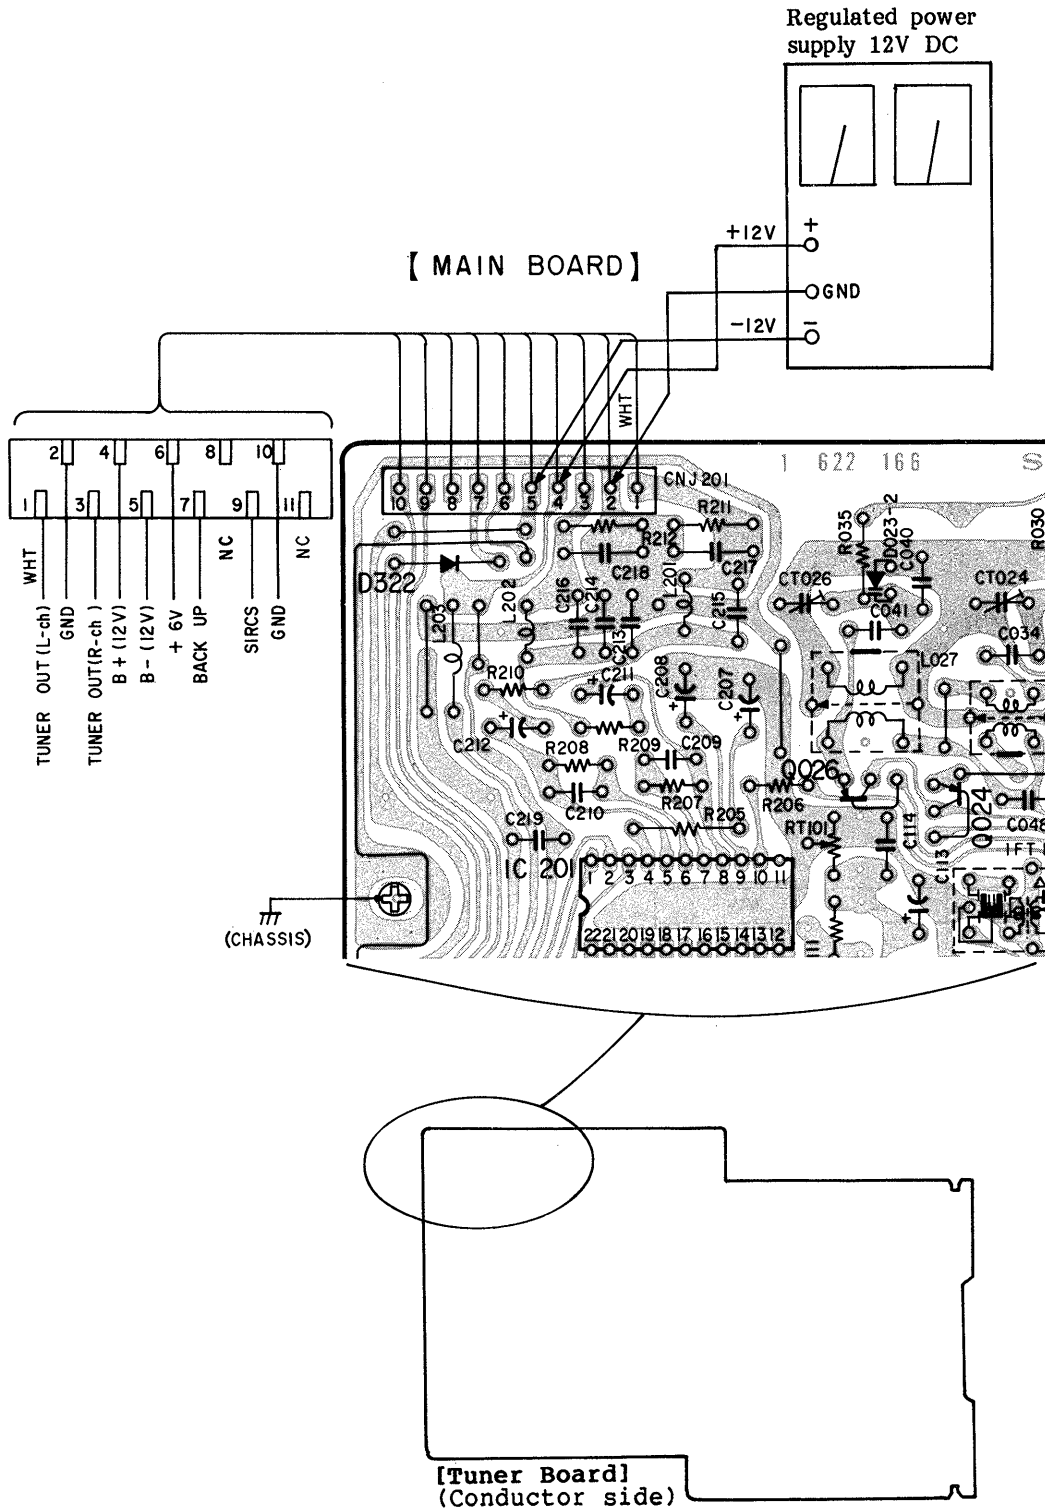 Regulated power
supply 12V DC
+12V +
GND
-12V -
【 MAIN BOARD】
WHT
2 4 6 8 10
1 3 5 7 9 11
WHT
TUNER OUT (L-ch)
GND
TUNER OUT(R-ch)
B+(12V)
B-(12V)
+6V
BACK UP
NC
SIRCS
GND
NC
10 9 8 7 6 5 4 3 2 1
CNJ201
1 622 166
S
R211
R212
C218
C217
D322
L203
L202
C216
C214
C213
L201
C215
R035
D023-2
C040
R030
CT026
CT024
C041
C034
L027
R210
C211
C208
C207
C212
R208
R209
C209
C210
R207
R206
Q026
R205
C219
IC 201
RT101
C114
C113
Q024
C048
IFT
1 2 3 4 5 6 7 8 9 10 11
22 21 20 19 18 17 16 15 14 13 12
(CHASSIS)
[Tuner Board]
(Conductor side)